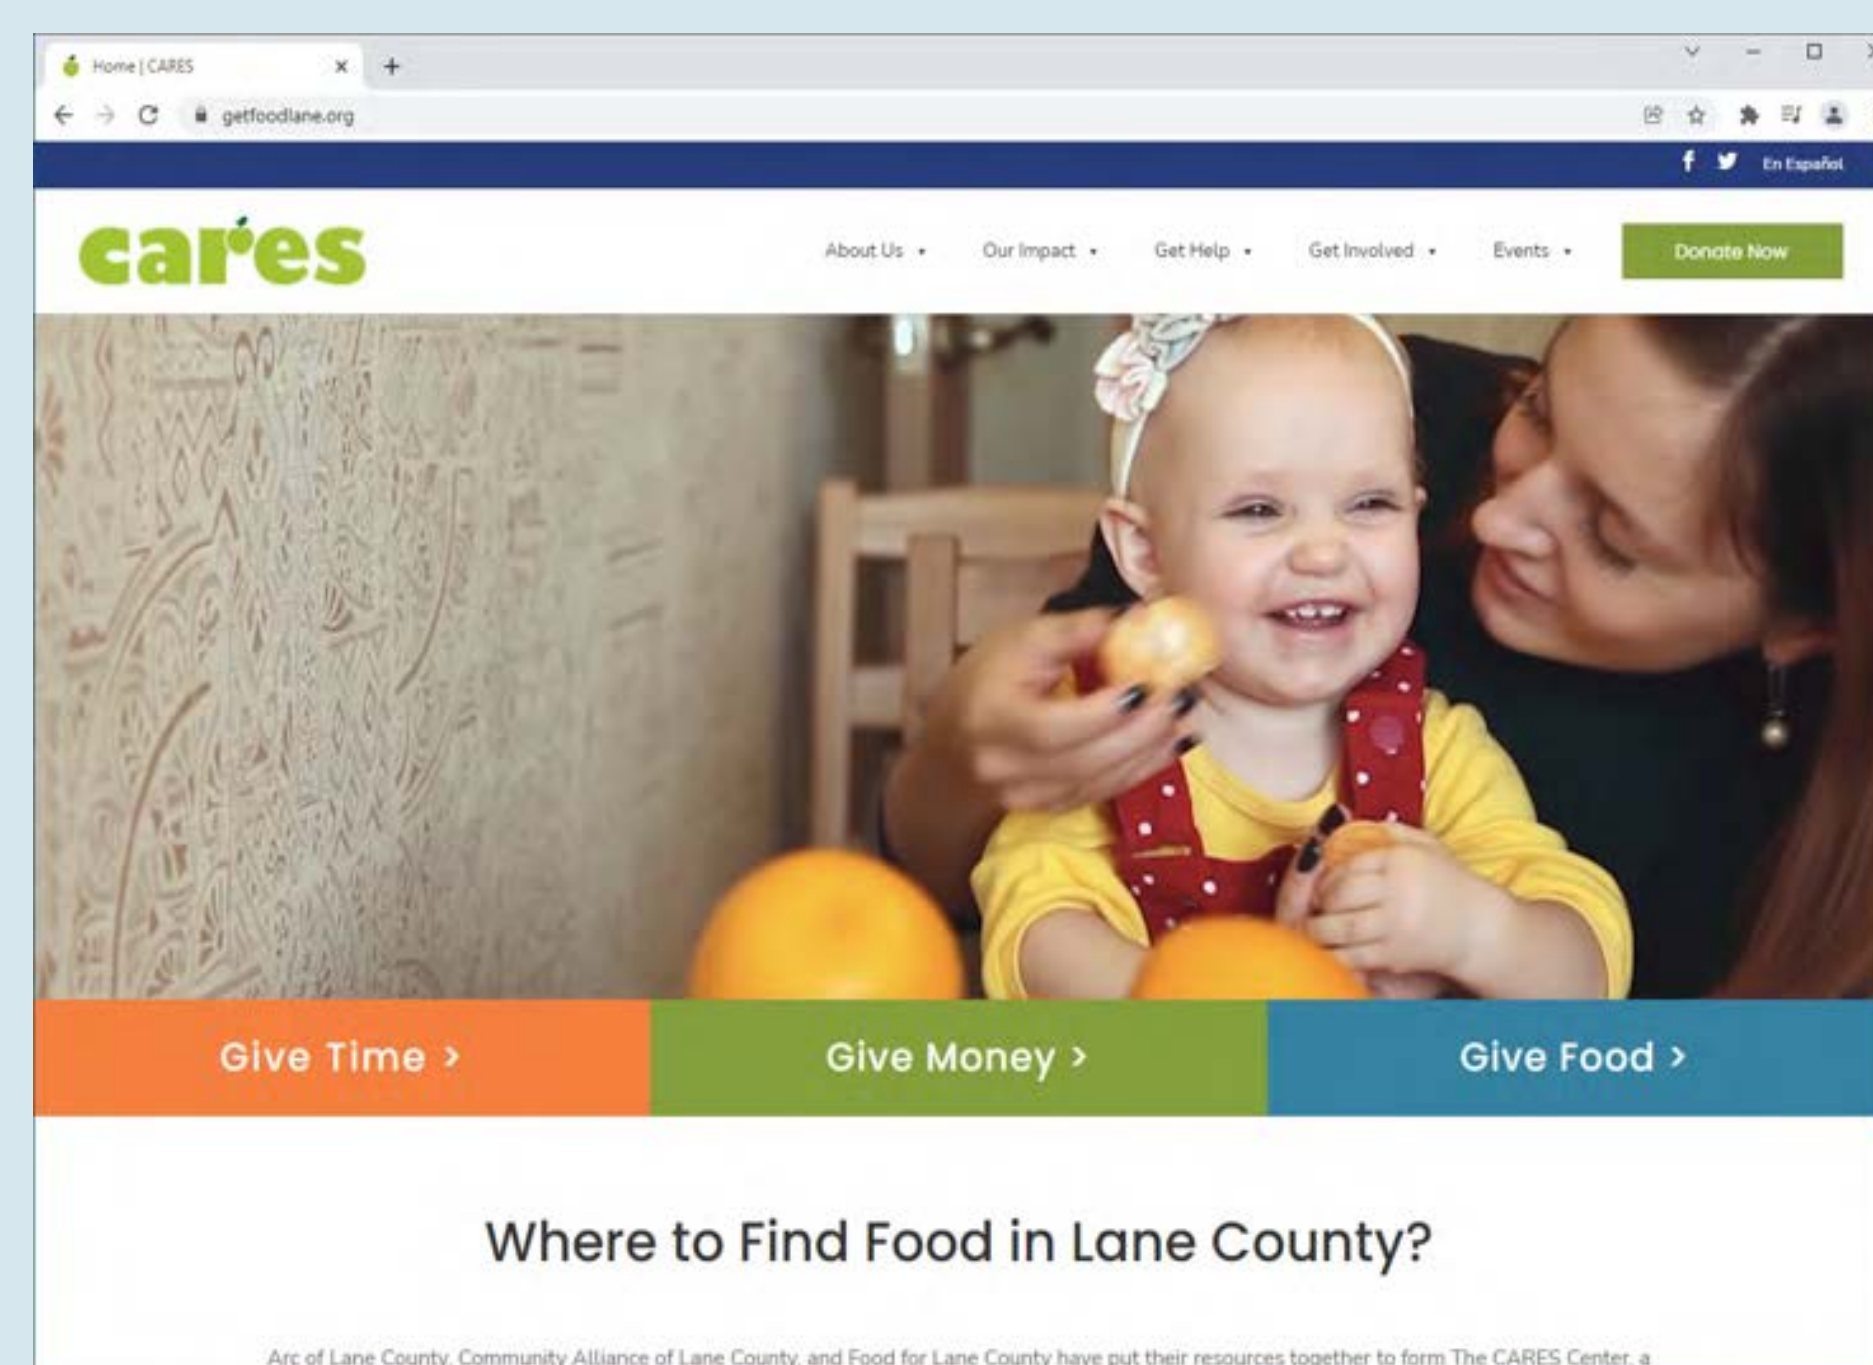 Home | CARES
getfoodlane.org
En Español
cares
About Us Our Impact Get Help Get Involved Events Donate Now
Give Time > Give Money > Give Food >
Where to Find Food in Lane County?
Arc of Lane County, Community Alliance of Lane County, and Food for Lane County have put their resources together to form The CARES Center, a